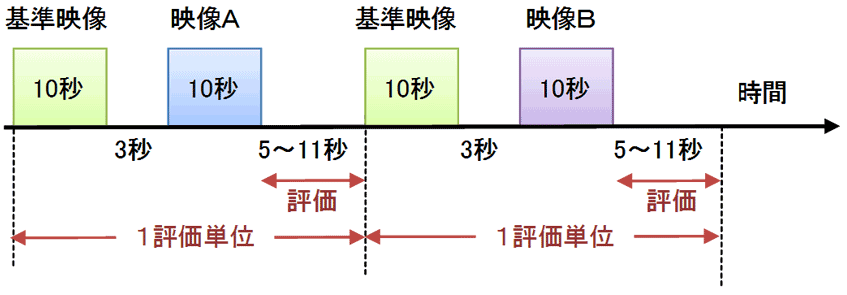 基準映像 映像A 基準映像 映像B
10秒 10秒 10秒 10秒 時間
3秒 5～11秒 3秒 5～11秒
評価 評価
1評価単位 1評価単位